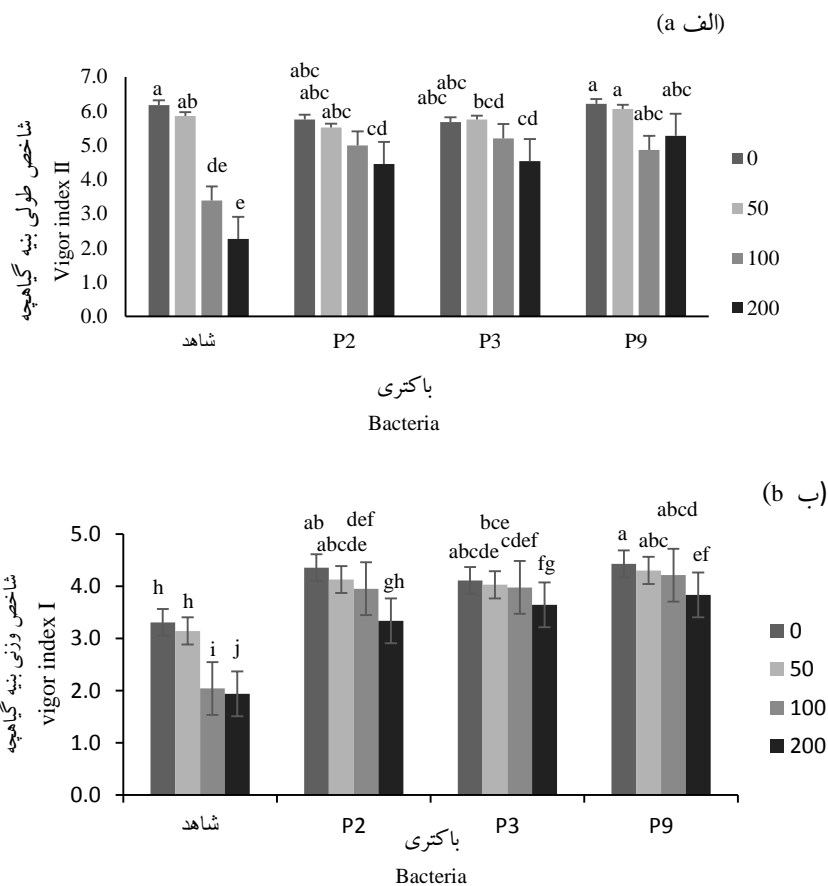 (الف a)
abc
a ab abc abc abc bcd a a abc abc
7.0
6.0
5.0
4.0
3.0
2.0
1.0
0.0
de e abc cd abc cd
شاخص طولی بنیه گیاهچه
Vigor index II
0
50
100
200
شاهد P2 P3 P9
باکتری
Bacteria
(ب b)
5.0
4.0
3.0
2.0
1.0
0.0
h h i j
ab abcde def gh
abcde bce cdef fg
a abc abcd ef
شاخص وزنی بنیه گیاهچه
vigor index I
0
50
100
200
شاهد P2 P3 P9
باکتری
Bacteria